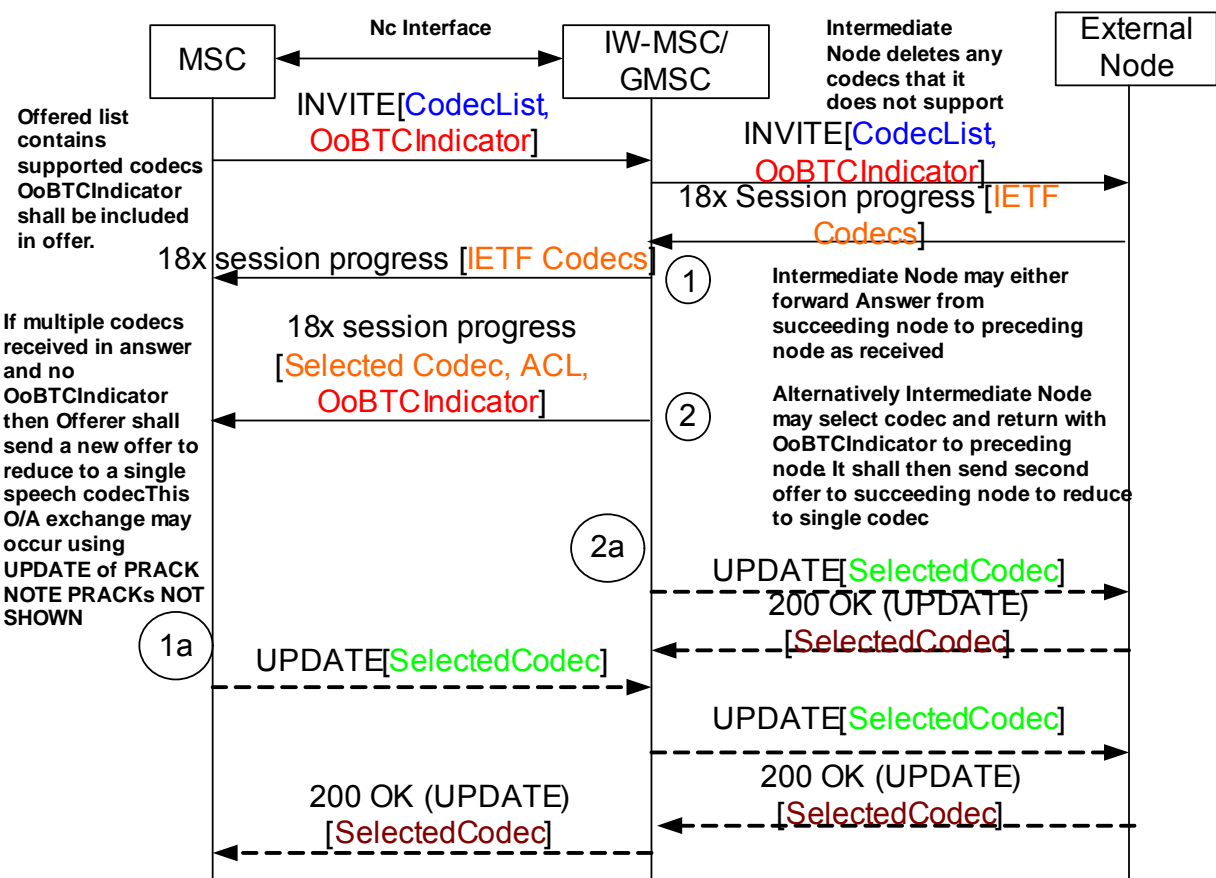 MSC
Nc Interface
IW-MSC/
GMSC
Intermediate
Node deletes any
codecs that it
does not support
External
Node
Offered list
contains
supported codecs
OoBTCIndicator
shall be included
in offer.
INVITE[CodecList,
OoBTCIndicator]
INVITE[CodecList,
OoBTCIndicator]
18x Session progress [IETF
Codecs]
18x session progress [IETF Codecs]
1
Intermediate Node may either
forward Answer from
succeeding node to preceding
node as received
If multiple codecs
received in answer
and no
OoBTCIndicator
then Offerer shall
send a new offer to
reduce to a single
speech codec.This
O/A exchange may
occur using
UPDATE of PRACK
NOTE PRACKs NOT
SHOWN
18x session progress
[Selected Codec, ACL,
OoBTCIndicator]
2
Alternatively Intermediate Node
may select codec and return with
OoBTCIndicator to preceding
node. It shall then send second
offer to succeeding node to reduce
to single codec
2a
UPDATE[SelectedCodec]
200 OK (UPDATE)
[SelectedCodec]
1a
UPDATE[SelectedCodec]
UPDATE[SelectedCodec]
200 OK (UPDATE)
[SelectedCodec]
200 OK (UPDATE)
[SelectedCodec]